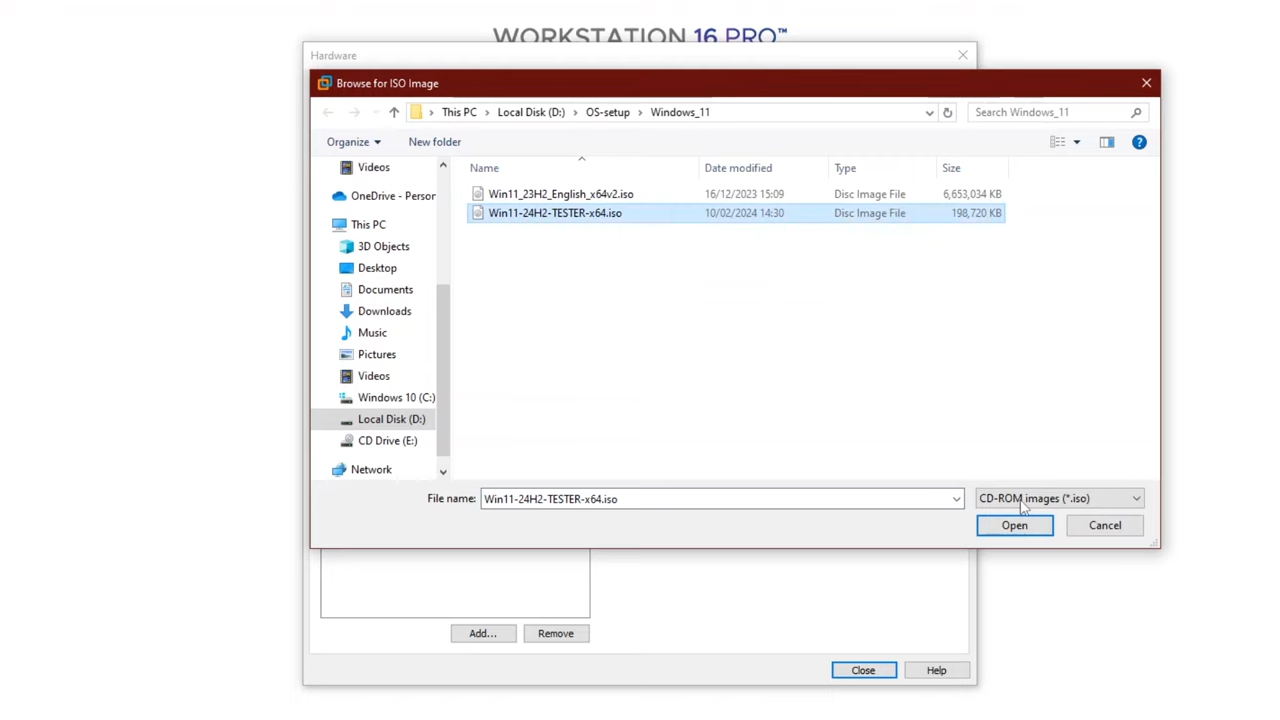 WORKSTATION 16 PRO™
Hardware
Browse for ISO Image
This PC > Local Disk (D:) > OS-setup > Windows_11
Search Windows_11
Organize
New folder
Name Date modified Type Size
Win11_23H2_English_x64v2.iso 16/12/2023 15:09 Disc Image File 6,653,034 KB
Win11-24H2-TESTER-x64.iso 10/02/2024 14:30 Disc Image File 198,720 KB
Videos
OneDrive - Person
This PC
3D Objects
Desktop
Documents
Downloads
Music
Pictures
Videos
Windows 10 (C:)
Local Disk (D:)
CD Drive (E:)
Network
File name: Win11-24H2-TESTER-x64.iso
CD-ROM images (*.iso)
Open
Cancel
Add...
Remove
Close
Help